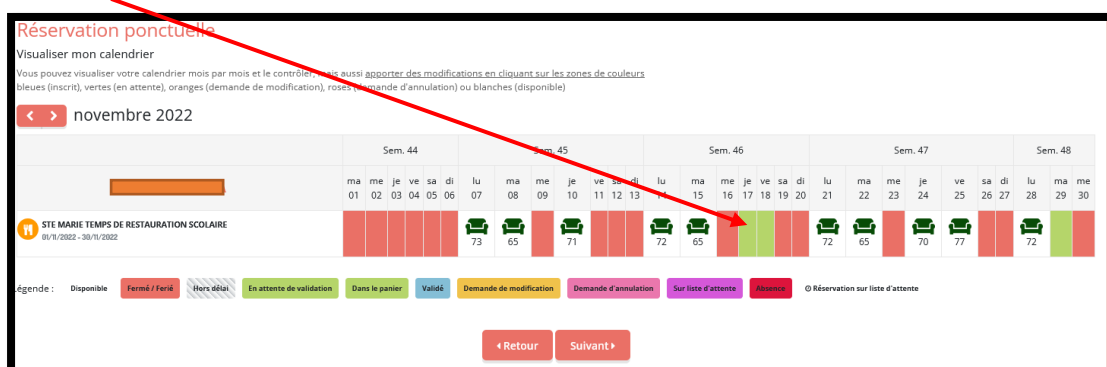 Réservation ponctuelle
Visualiser mon calendrier
Vous pouvez visualiser votre calendrier mois par mois et le contrôler, mais aussi apporter des modifications en cliquant sur les zones de couleurs
bleues (inscrit), vertes (en attente), oranges (demande de modification), roses (demande d'annulation) ou blanches (disponible)
novembre 2022
Sem. 44 Sem. 45 Sem. 46 Sem. 47 Sem. 48
ma me je ve sa di lu ma me je ve sa di lu ma me je ve sa di lu ma me je ve sa di lu ma me
01 02 03 04 05 06 07 08 09 10 11 12 13 14 15 16 17 18 19 20 21 22 23 24 25 26 27 28 29 30
STE MARIE TEMPS DE RESTAURATION SCOLAIRE
01/11/2022 - 30/11/2022
73 65 71 72 65 72 65 70 77 72
Légende : Disponible Fermé / Ferié Hors délai En attente de validation Dans le panier Validé Demande de modification Demande d'annulation Sur liste d'attente Absence Réservation sur liste d'attente
Retour Suivant